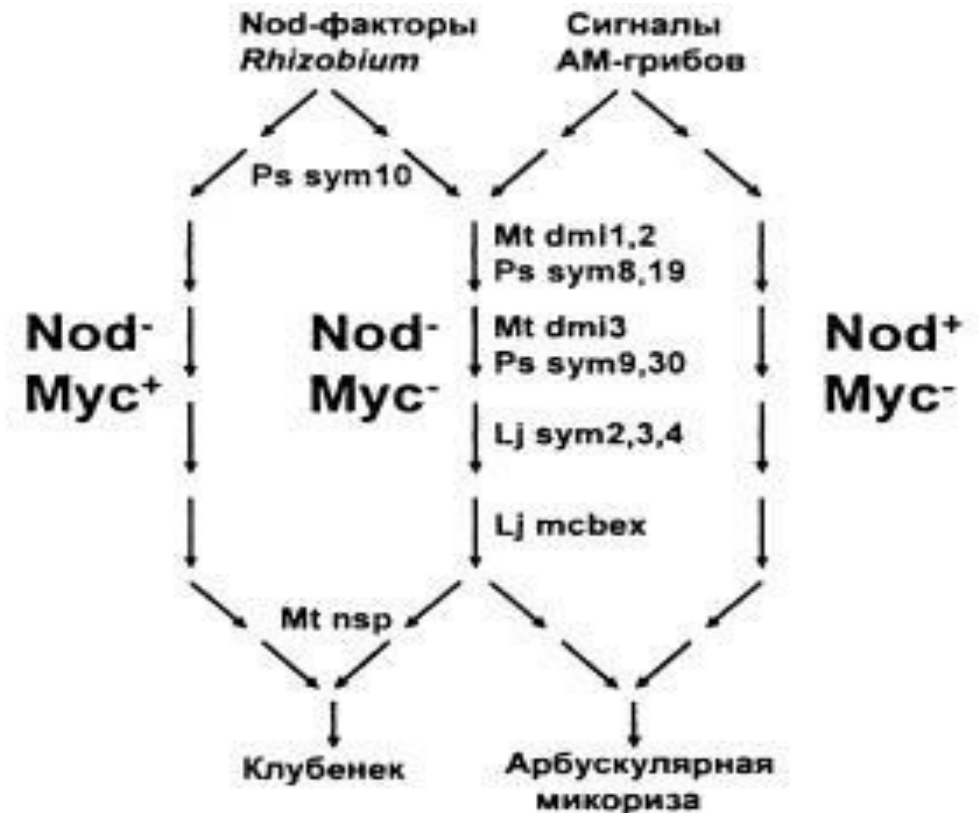 Nod-факторы
Rhizobium
Сигналы
АМ-грибов
Ps sym10
Mt dmi1,2
Ps sym8,19
Nod⁻
Myc⁺
Nod⁻
Myc⁻
Mt dmi3
Ps sym9,30
Nod⁺
Myc⁻
Lj sym2,3,4
Lj mcbex
Mt nsp
Клубенек
Арбускулярная
микориза